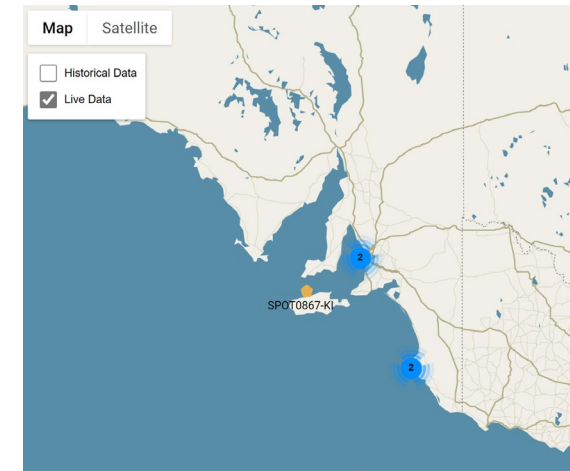 Map Satellite
Historical Data
Live Data
2
SPOT0867-KI
2